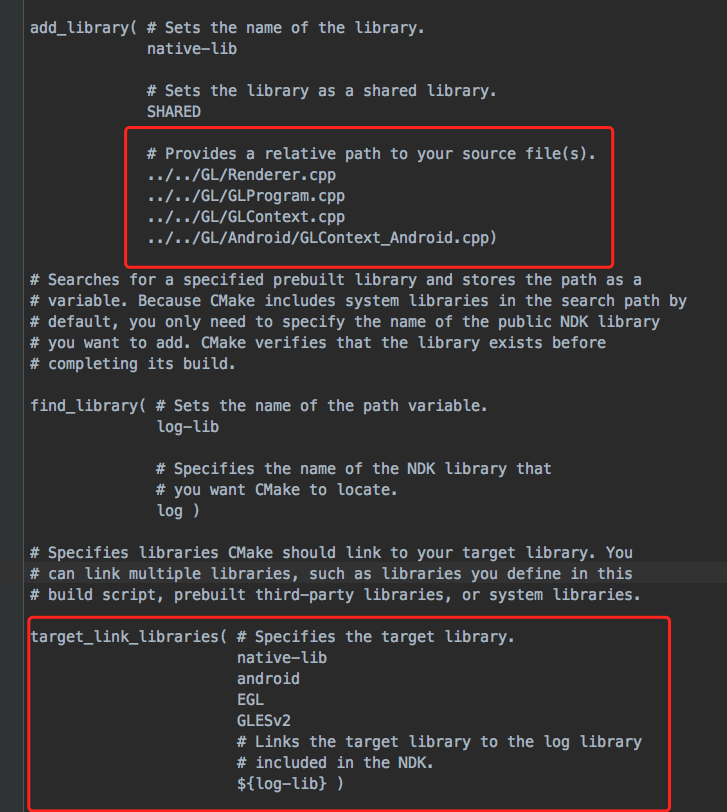 add_library( # Sets the name of the library.
native-lib
# Sets the library as a shared library.
SHARED
# Provides a relative path to your source file(s).
../../GL/Renderer.cpp
../../GL/GLProgram.cpp
../../GL/GLContext.cpp
../../GL/Android/GLContext_Android.cpp)
# Searches for a specified prebuilt library and stores the path as a
# variable. Because CMake includes system libraries in the search path by
# default, you only need to specify the name of the public NDK library
# you want to add. CMake verifies that the library exists before
# completing its build.
find_library( # Sets the name of the path variable.
log-lib
# Specifies the name of the NDK library that
# you want CMake to locate.
log )
# Specifies libraries CMake should link to your target library. You
# can link multiple libraries, such as libraries you define in this
# build script, prebuilt third-party libraries, or system libraries.
target_link_libraries( # Specifies the target library.
native-lib
android
EGL
GLESv2
# Links the target library to the log library
# included in the NDK.
${log-lib} )